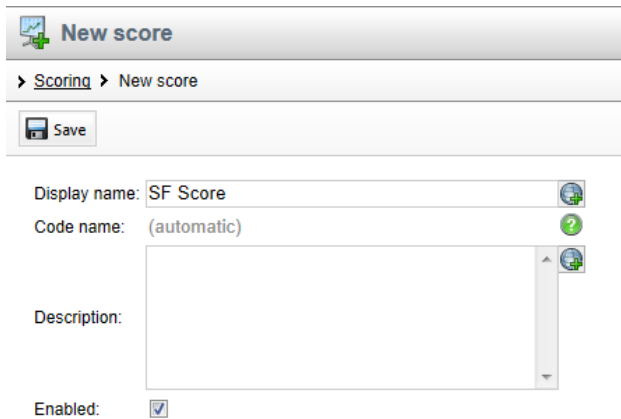 New score
Scoring New score
Save
Display name: SF Score
Code name: (automatic)
Description:
Enabled: